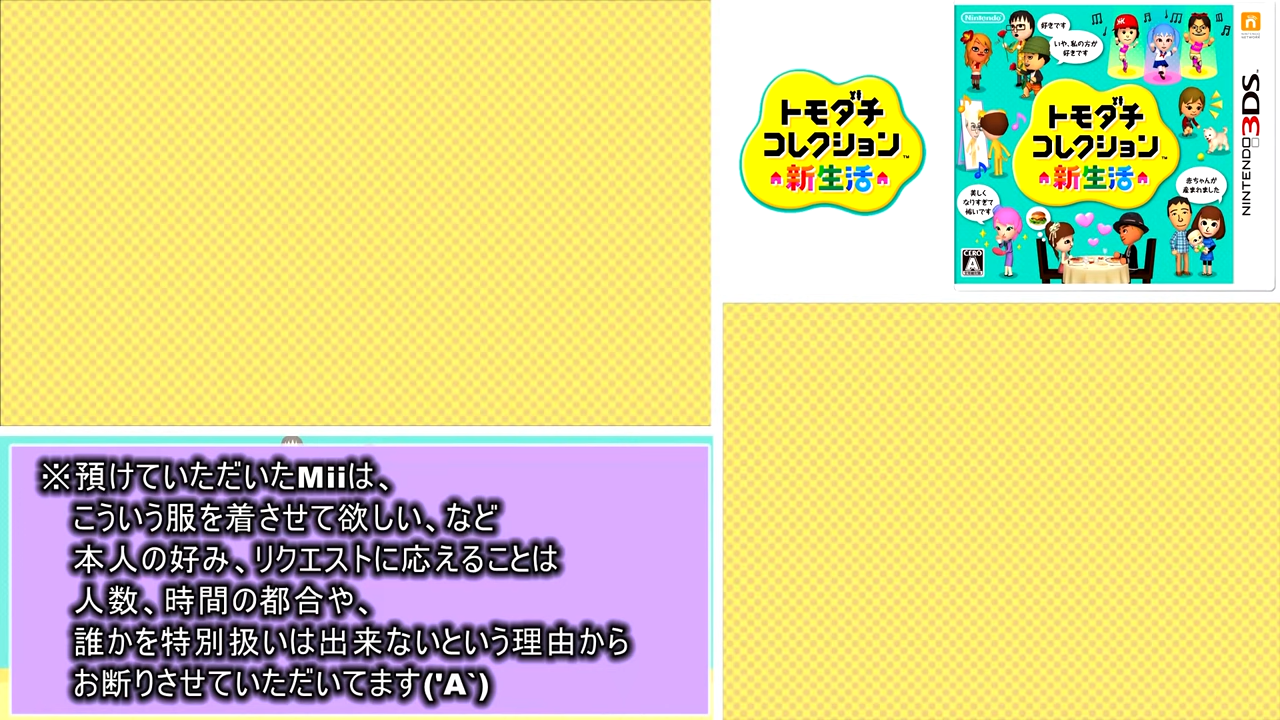 トモダチ
コレクション
新生活
TM
Nintendo
好きです
いや、私の方が
好きです
トモダチ
コレクション
TM
新生活
美しく
なりすぎて
怖いです
赤ちゃんが
産まれました
CERO
A
NINTENDO 3DS
※預けていただいたMiiは、
こういう服を着させて欲しい、など
本人の好み、リクエストに応えることは
人数、時間の都合や、
誰かを特別扱いは出来ないという理由から
お断りさせていただいてます('A`)